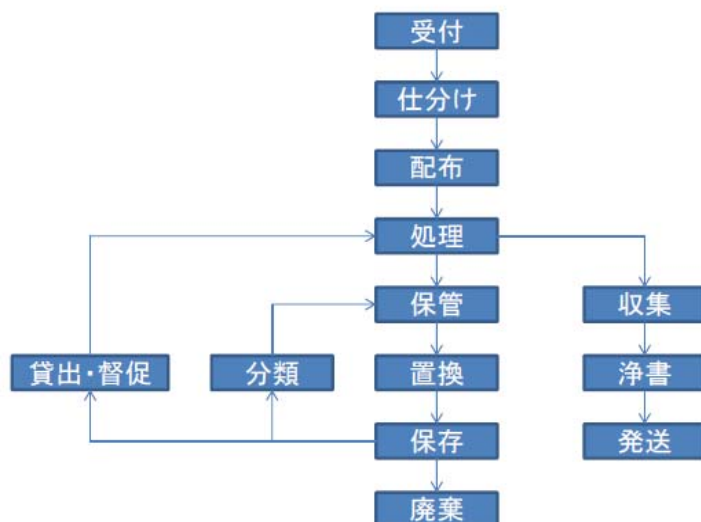 受付
仕分け
配布
処理
保管
収集
貸出・督促
分類
置換
浄書
保存
発送
廃棄